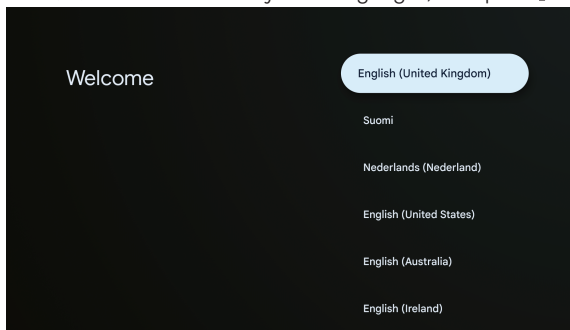 Welcome
English (United Kingdom)
Suomi
Nederlands (Nederland)
English (United States)
English (Australia)
English (Ireland)